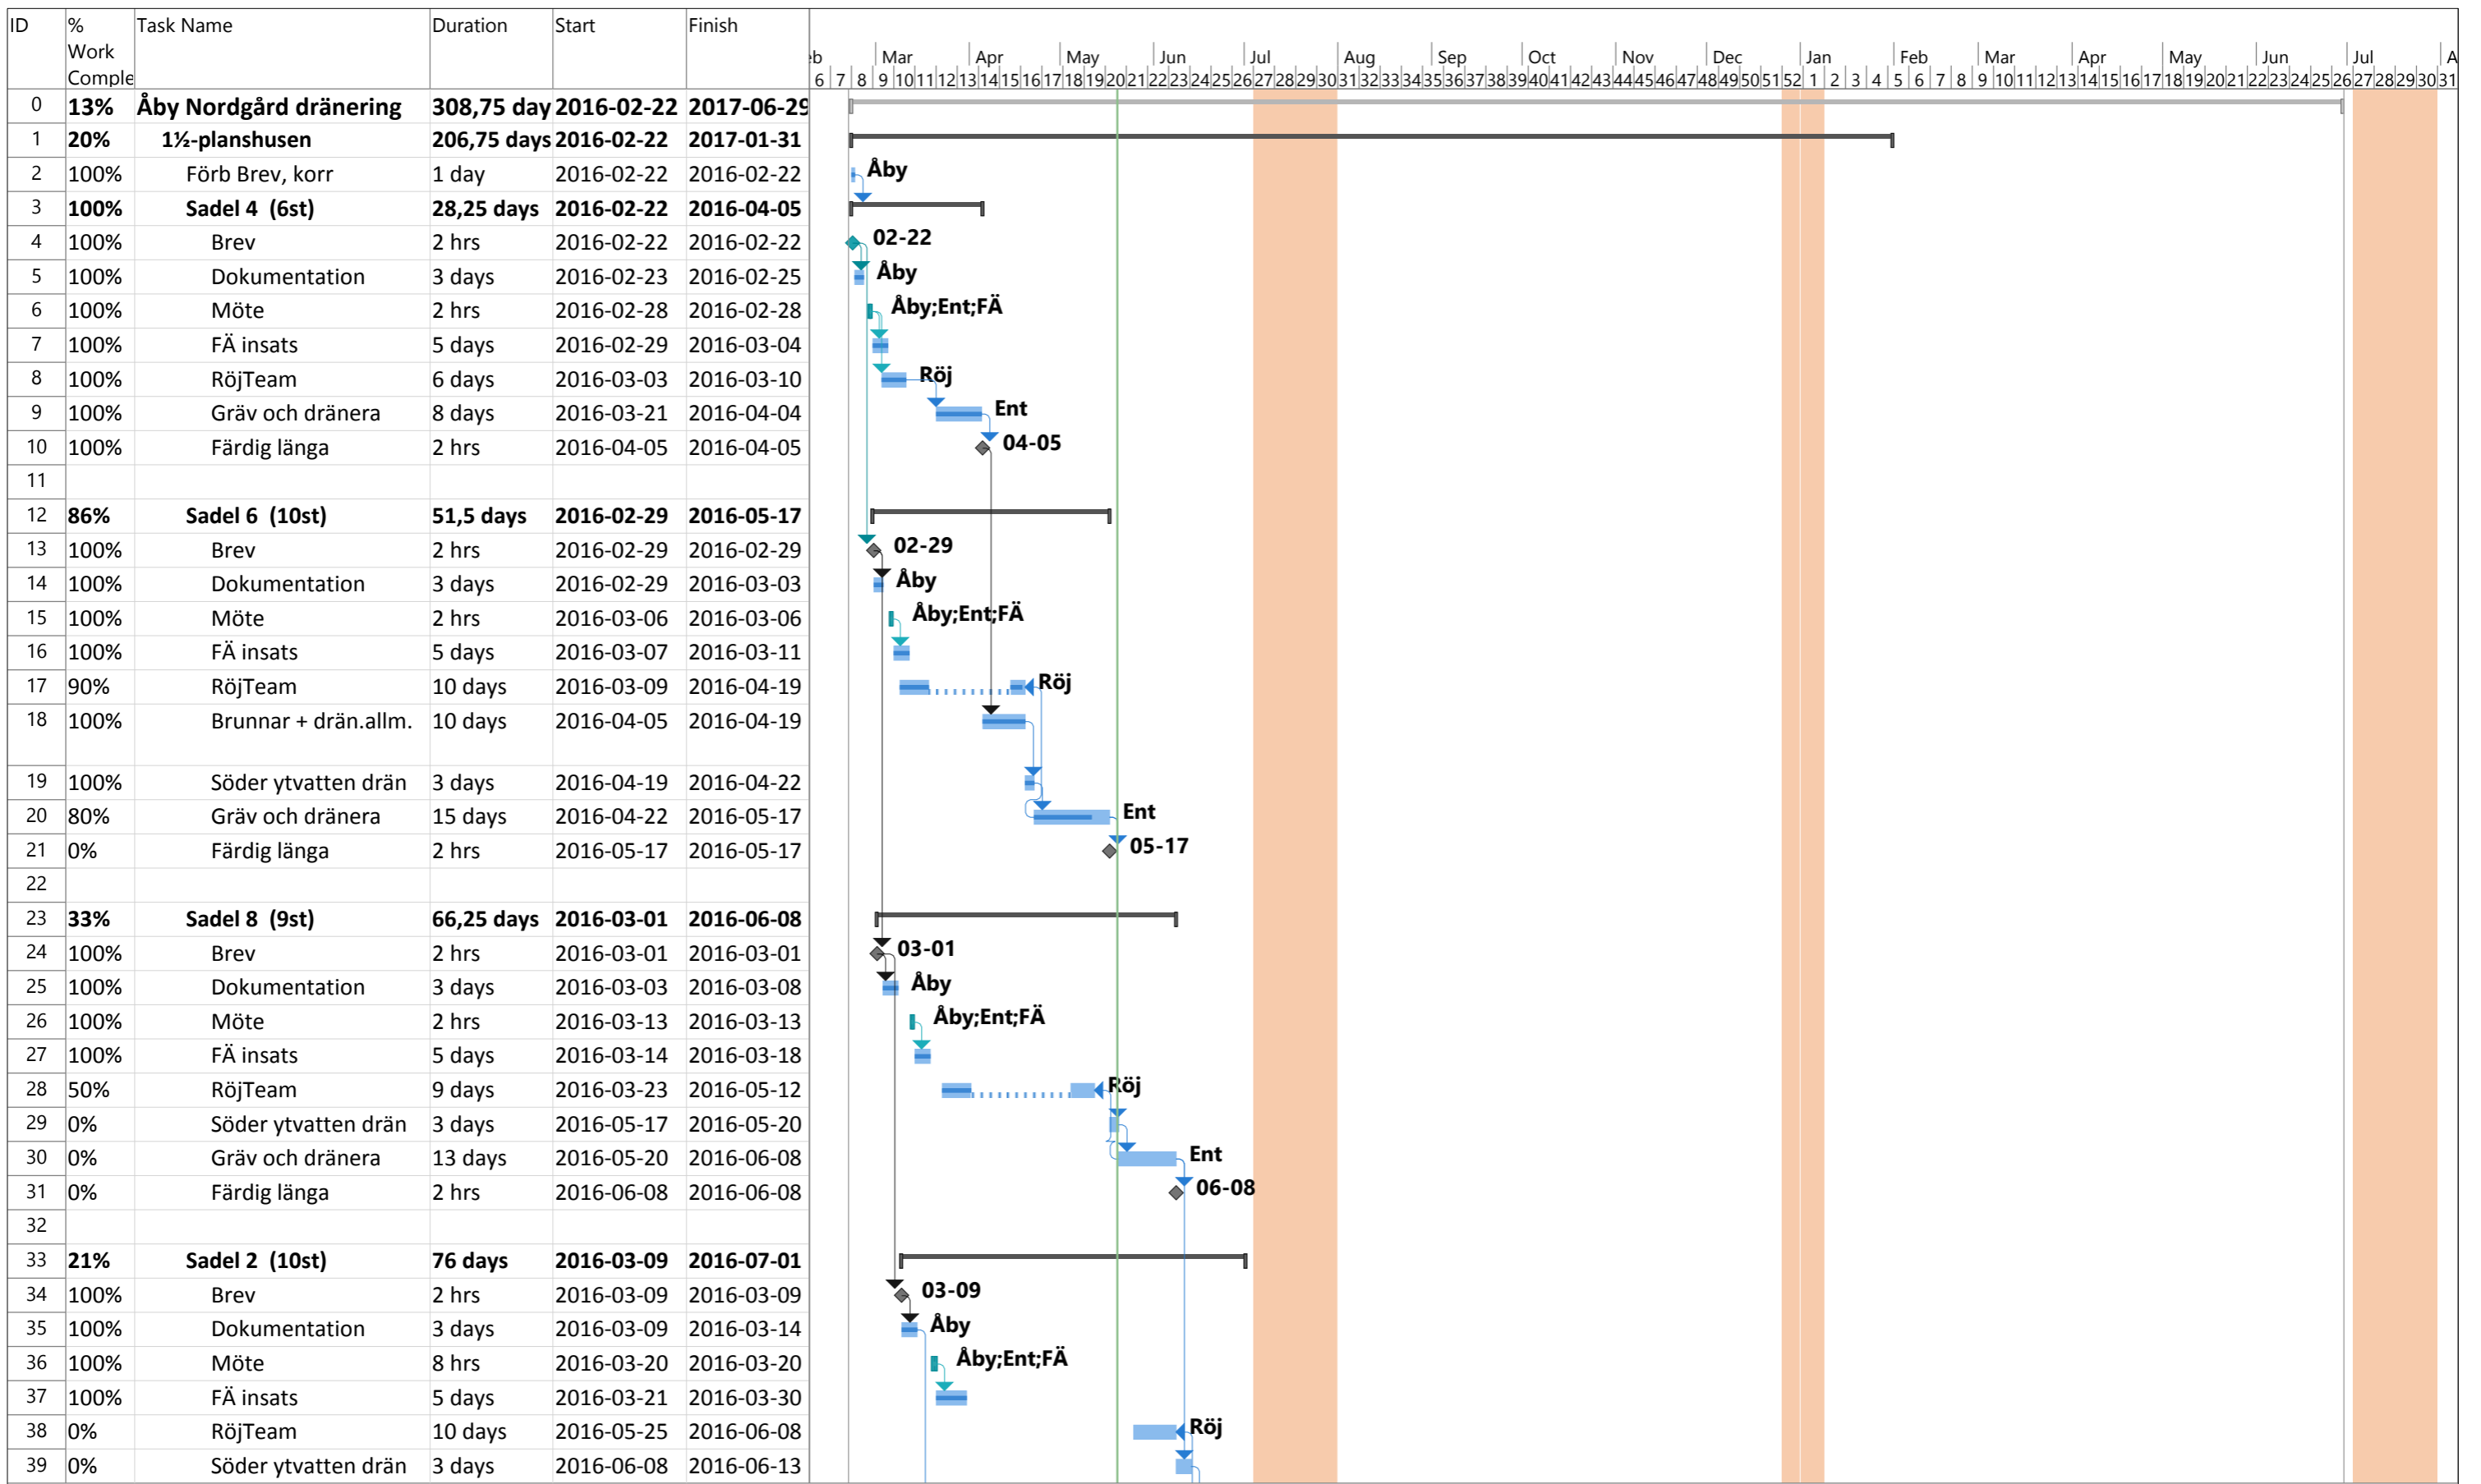 ID % Work Comple Task Name Duration Start Finish
b Mar Apr May Jun Jul Aug Sep Oct Nov Dec Jan Feb Mar Apr May Jun Jul A
6 7 8 9 10 11 12 13 14 15 16 17 18 19 20 21 22 23 24 25 26 27 28 29 30 31 32 33 34 35 36 37 38 39 40 41 42 43 44 45 46 47 48 49 50 51 52 1 2 3 4 5 6 7 8 9 10 11 12 13 14 15 16 17 18 19 20 21 22 23 24 25 26 27 28 29 30 31
0 13% Åby Nordgård dränering 308,75 day 2016-02-22 2017-06-29
1 20% 1½-planshusen 206,75 days 2016-02-22 2017-01-31
2 100% Förb Brev, korr 1 day 2016-02-22 2016-02-22 Åby
3 100% Sadel 4 (6st) 28,25 days 2016-02-22 2016-04-05
4 100% Brev 2 hrs 2016-02-22 2016-02-22 02-22
5 100% Dokumentation 3 days 2016-02-23 2016-02-25 Åby
6 100% Möte 2 hrs 2016-02-28 2016-02-28 Åby;Ent;FÄ
7 100% FÄ insats 5 days 2016-02-29 2016-03-04
8 100% RöjTeam 6 days 2016-03-03 2016-03-10 Röj
9 100% Gräv och dränera 8 days 2016-03-21 2016-04-04 Ent
10 100% Färdig länga 2 hrs 2016-04-05 2016-04-05 04-05
11
12 86% Sadel 6 (10st) 51,5 days 2016-02-29 2016-05-17
13 100% Brev 2 hrs 2016-02-29 2016-02-29 02-29
14 100% Dokumentation 3 days 2016-02-29 2016-03-03 Åby
15 100% Möte 2 hrs 2016-03-06 2016-03-06 Åby;Ent;FÄ
16 100% FÄ insats 5 days 2016-03-07 2016-03-11
17 90% RöjTeam 10 days 2016-03-09 2016-04-19 Röj
18 100% Brunnar + drän.allm. 10 days 2016-04-05 2016-04-19
19 100% Söder ytvatten drän 3 days 2016-04-19 2016-04-22
20 80% Gräv och dränera 15 days 2016-04-22 2016-05-17 Ent
21 0% Färdig länga 2 hrs 2016-05-17 2016-05-17 05-17
22
23 33% Sadel 8 (9st) 66,25 days 2016-03-01 2016-06-08
24 100% Brev 2 hrs 2016-03-01 2016-03-01 03-01
25 100% Dokumentation 3 days 2016-03-03 2016-03-08 Åby
26 100% Möte 2 hrs 2016-03-13 2016-03-13 Åby;Ent;FÄ
27 100% FÄ insats 5 days 2016-03-14 2016-03-18
28 50% RöjTeam 9 days 2016-03-23 2016-05-12 Röj
29 0% Söder ytvatten drän 3 days 2016-05-17 2016-05-20
30 0% Gräv och dränera 13 days 2016-05-20 2016-06-08 Ent
31 0% Färdig länga 2 hrs 2016-06-08 2016-06-08 06-08
32
33 21% Sadel 2 (10st) 76 days 2016-03-09 2016-07-01
34 100% Brev 2 hrs 2016-03-09 2016-03-09 03-09
35 100% Dokumentation 3 days 2016-03-09 2016-03-14 Åby
36 100% Möte 8 hrs 2016-03-20 2016-03-20 Åby;Ent;FÄ
37 100% FÄ insats 5 days 2016-03-21 2016-03-30
38 0% RöjTeam 10 days 2016-05-25 2016-06-08 Röj
39 0% Söder ytvatten drän 3 days 2016-06-08 2016-06-13